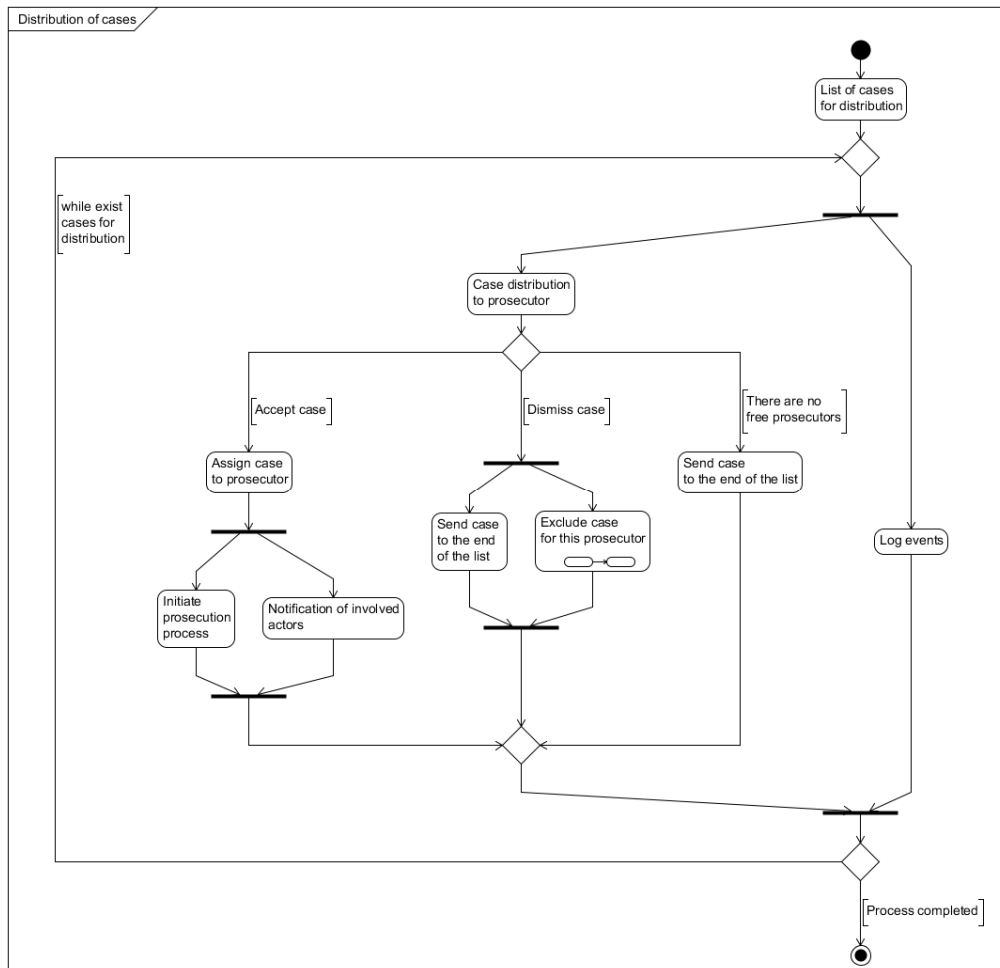 Distribution of cases
List of cases
for distribution
while exist
cases for
distribution
Case distribution
to prosecutor
Accept case
Dismiss case
There are no
free prosecutors
Assign case
to prosecutor
Send case
to the end of the list
Send case
to the end
of the list
Exclude case
for this prosecutor
Log events
Initiate
prosecution
process
Notification of involved
actors
Process completed